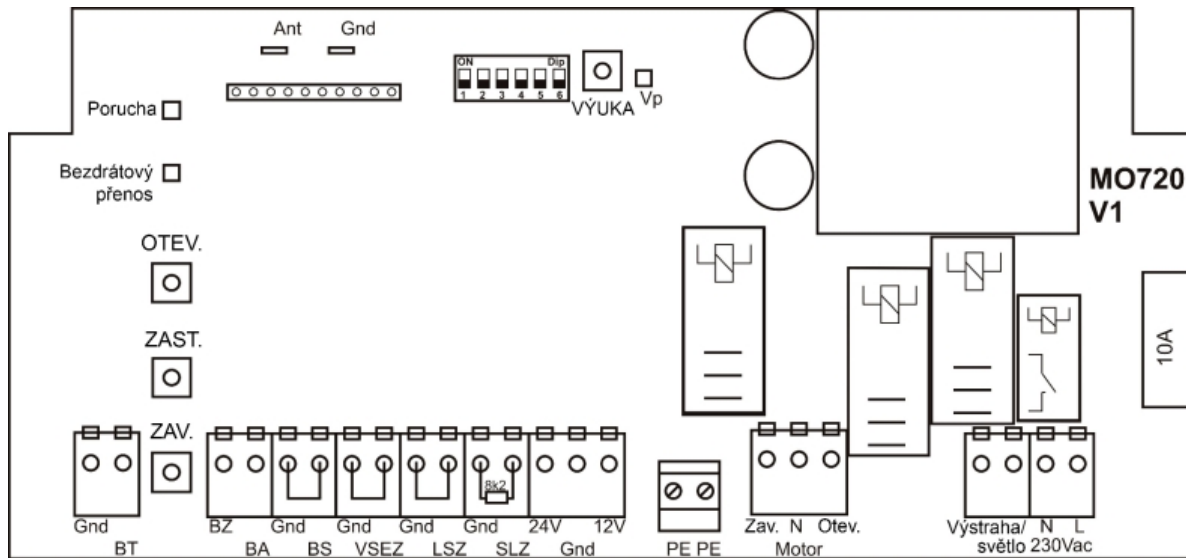 Ant Gnd
ON Dip
1 2 3 4 5 6
VÝUKA
Vp
Porucha
Bezdrátový
přenos
MO720
V1
OTEV.
ZAST.
10A
ZAV.
8k2
Gnd BZ Gnd Gnd Gnd Gnd 24V 12V Zav. N Otev. Výstraha/ N L
BT BA BS VSEZ LSZ SLZ Gnd PE PE Motor světlo 230Vac